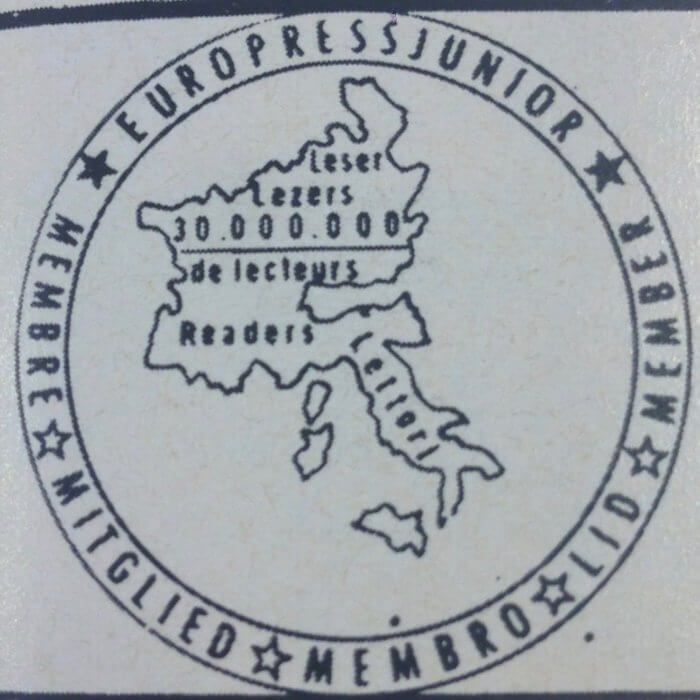 EUROPRESSJUNIOR
MEMBER
LID
MEMBRO
MITGLIED
MEMBRE
Leser
Lezers
30.000.000
de lecteurs
Readers
Lettori